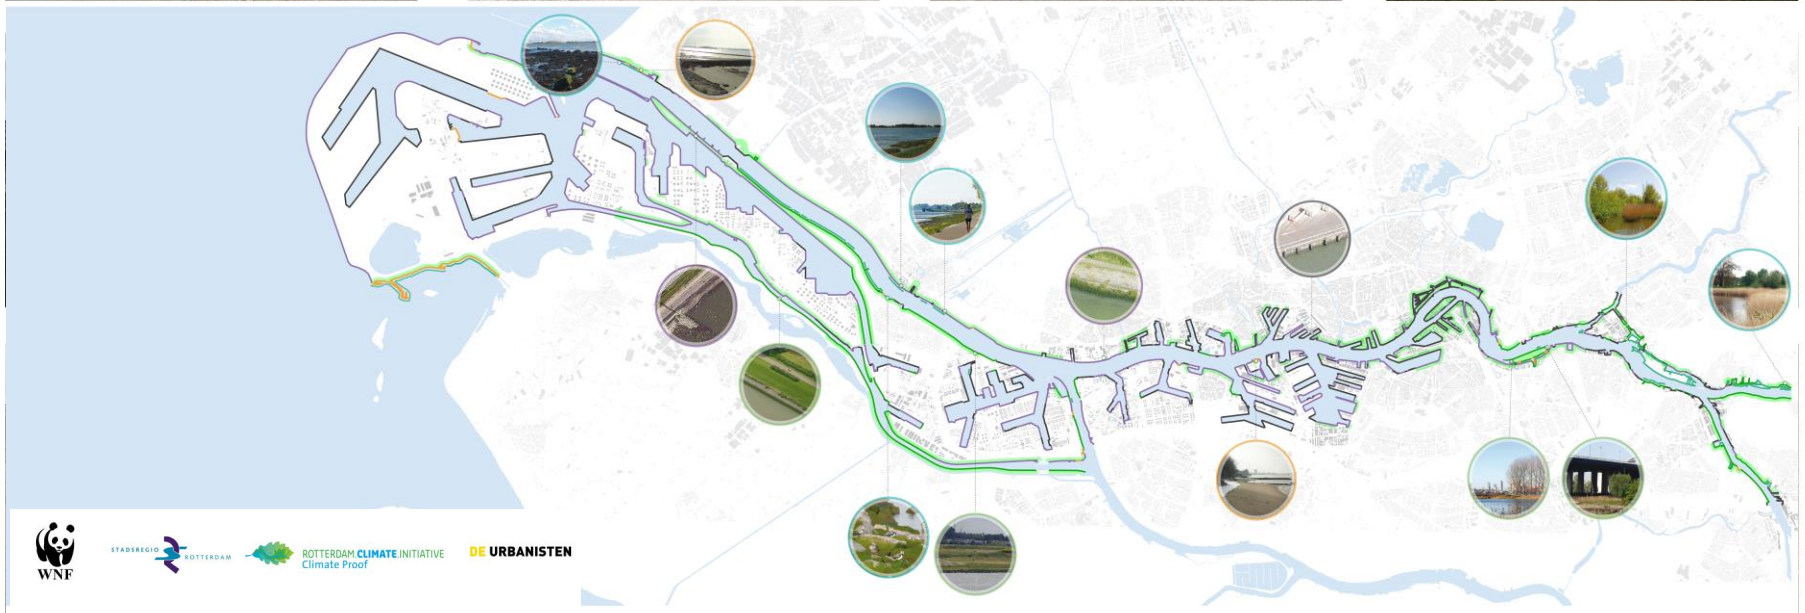 WNF
STADSREGIO ROTTERDAM
ROTTERDAM.CLIMATE.INITIATIVE
Climate Proof
DE URBANISTEN